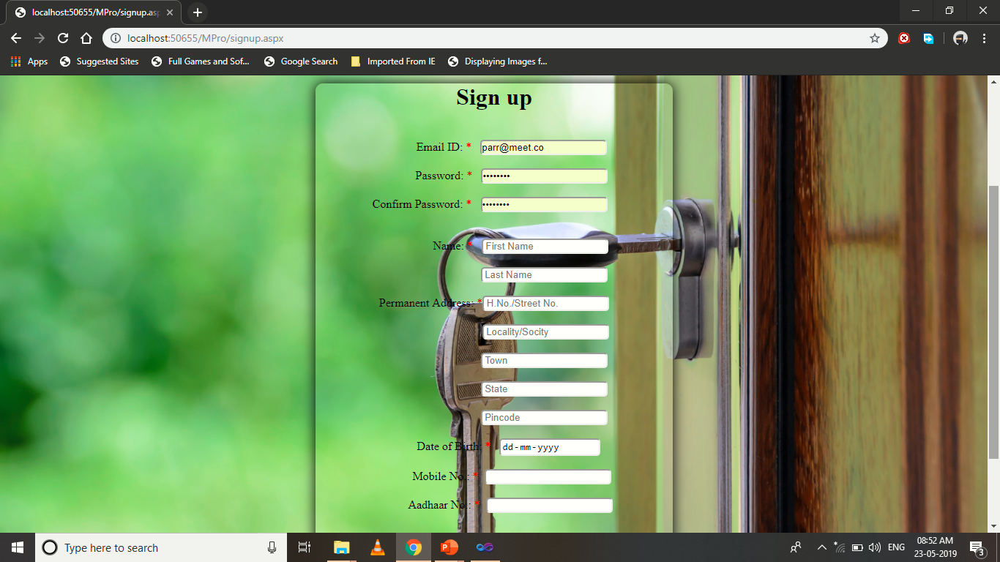 localhost:50655/MPro/signup.asp
localhost:50655/MPro/signup.aspx
Apps Suggested Sites Full Games and Sof... Google Search Imported From IE Displaying Images f...
Sign up
Email ID: * parr@meet.co
Password: * ••••••••
Confirm Password: * ••••••••
Name: * First Name
Last Name
Permanent Address: * H.No./Street No.
Locality/Socity
Town
State
Pincode
Date of Birth: * dd-mm-yyyy
Mobile No.: *
Aadhaar No.: *
Type here to search
ENG
08:52 AM
23-05-2019
3